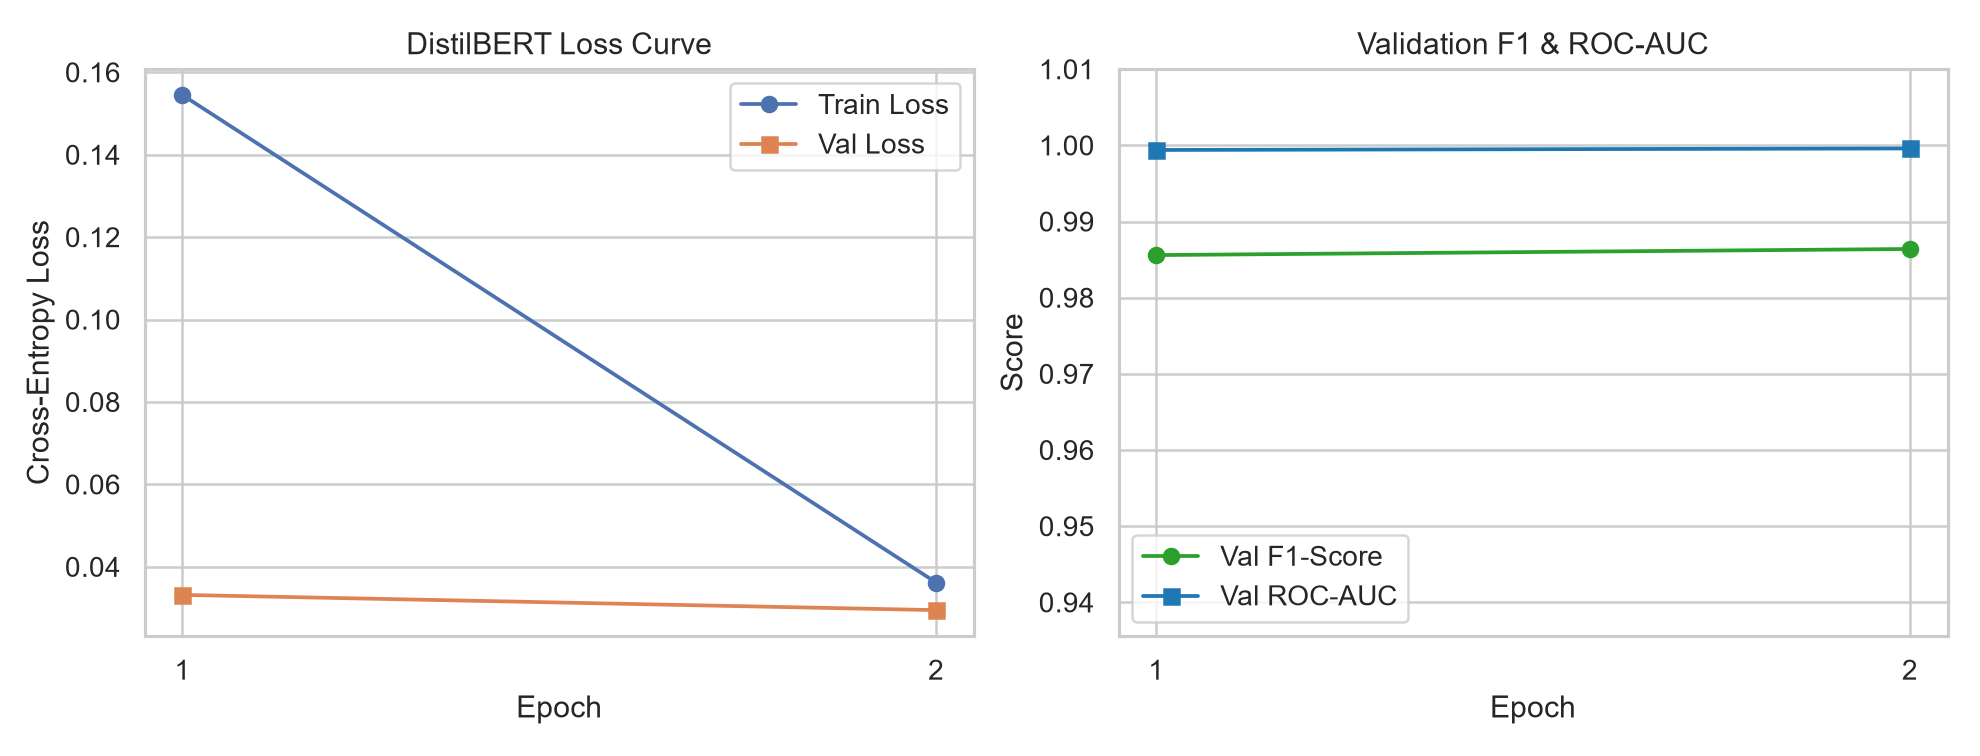 DistilBERT Loss Curve
0.16
0.14
0.12
0.10
0.08
0.06
0.04
Cross-Entropy Loss
Train Loss
Val Loss
1
2
Epoch
Validation F1 & ROC-AUC
1.01
1.00
0.99
0.98
0.97
0.96
0.95
0.94
Score
Val F1-Score
Val ROC-AUC
1
2
Epoch